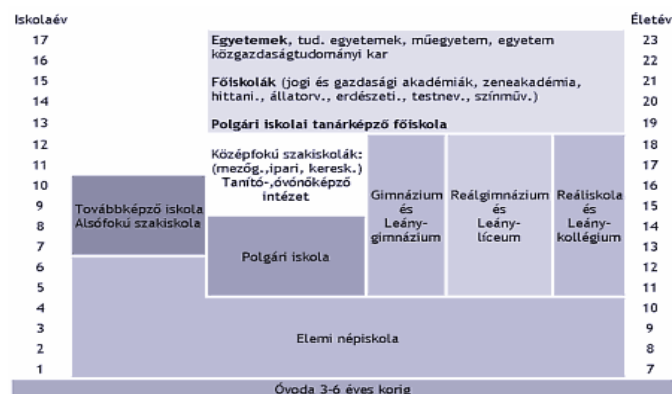 Iskolaév
Életév
17
16
15
14
13
12
11
10
9
8
7
6
5
4
3
2
1
Egyetemek, tud. egyetemek, műegyetem, egyetem
közgazdaságtudományi kar
Főiskolák (jogi és gazdasági akadémiák, zeneakadémia,
hittani., állatorv., erdészeti., testnev., színműv.)
Polgári iskolai tanárképző főiskola
Középfokú szakiskolák:
(mezőg.,ipari, keresk.)
Tanító-,óvónőképző
intézet
Továbbképző iskola
Alsófokú szakiskola
Polgári iskola
Gimnázium
és
Leány-
gimnázium
Reálgimnázium
és
Leány-
líceum
Reáliskola
és
Leány-
kollégium
Elemi népiskola
23
22
21
20
19
18
17
16
15
14
13
12
11
10
9
8
7
Óvoda 3-6 éves korig